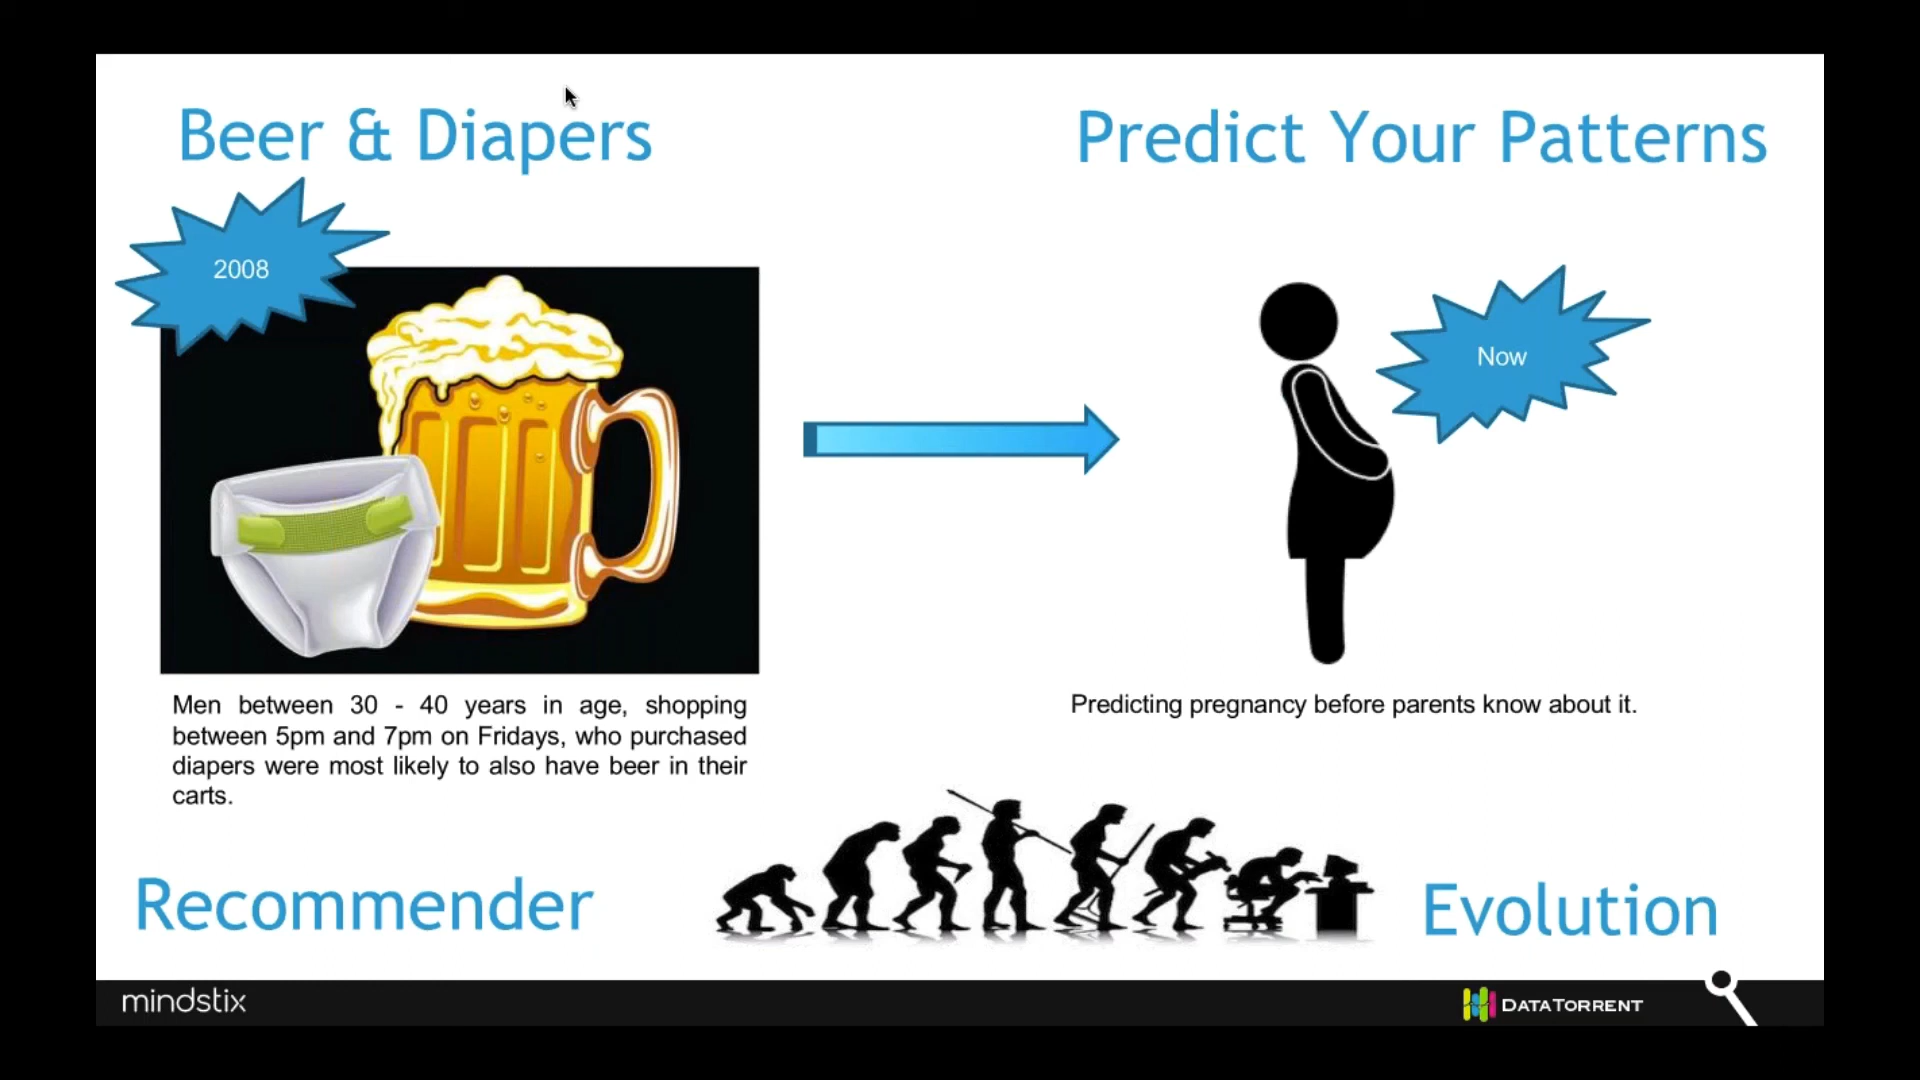 Beer & Diapers
Predict Your Patterns
2008
Now
Men between 30 - 40 years in age, shopping
between 5pm and 7pm on Fridays, who purchased
diapers were most likely to also have beer in their
carts.
Predicting pregnancy before parents know about it.
Recommender
Evolution
mindstix
DATATORRENT